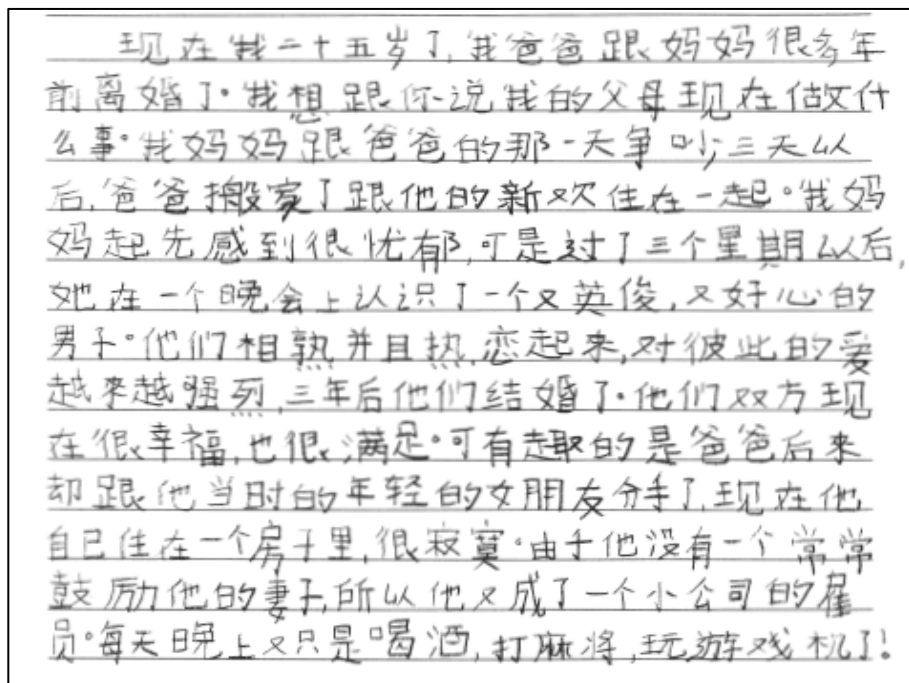 现在我二十五岁了,我爸爸跟妈妈很多年
前离婚了。我想跟你说我的父母现在做什
么事。我妈妈跟爸爸的那一天争吵;三天以
后,爸爸搬家了跟他的新欢住在一起。我妈
妈起先感到很忧郁,可是过了三个星期以后,
她在一个晚会上认识了一个又英俊,又好心的
男子。他们相熟并且热恋起来,对彼此的爱
越来越强烈,三年后他们结婚了。他们双方现
在很幸福,也很满足。可有趣的是爸爸后来
却跟他当时的年轻的女朋友分手了,现在他
自己住在一个房子里,很寂寞。由于他没有一个常常
鼓励他的妻子,所以他又成了一个小公司的雇
员。每天晚上又只是喝酒,打麻将,玩游戏机了!